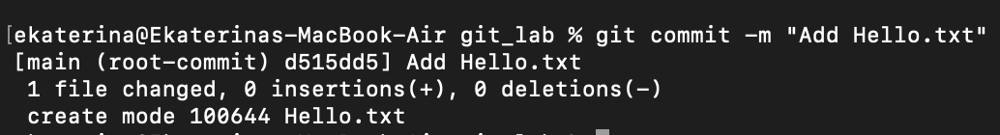 [ekaterina@Ekaterinas-MacBook-Air git_lab % git commit -m "Add Hello.txt"
[main (root-commit) d515dd5] Add Hello.txt
1 file changed, 0 insertions(+), 0 deletions(-)
create mode 100644 Hello.txt